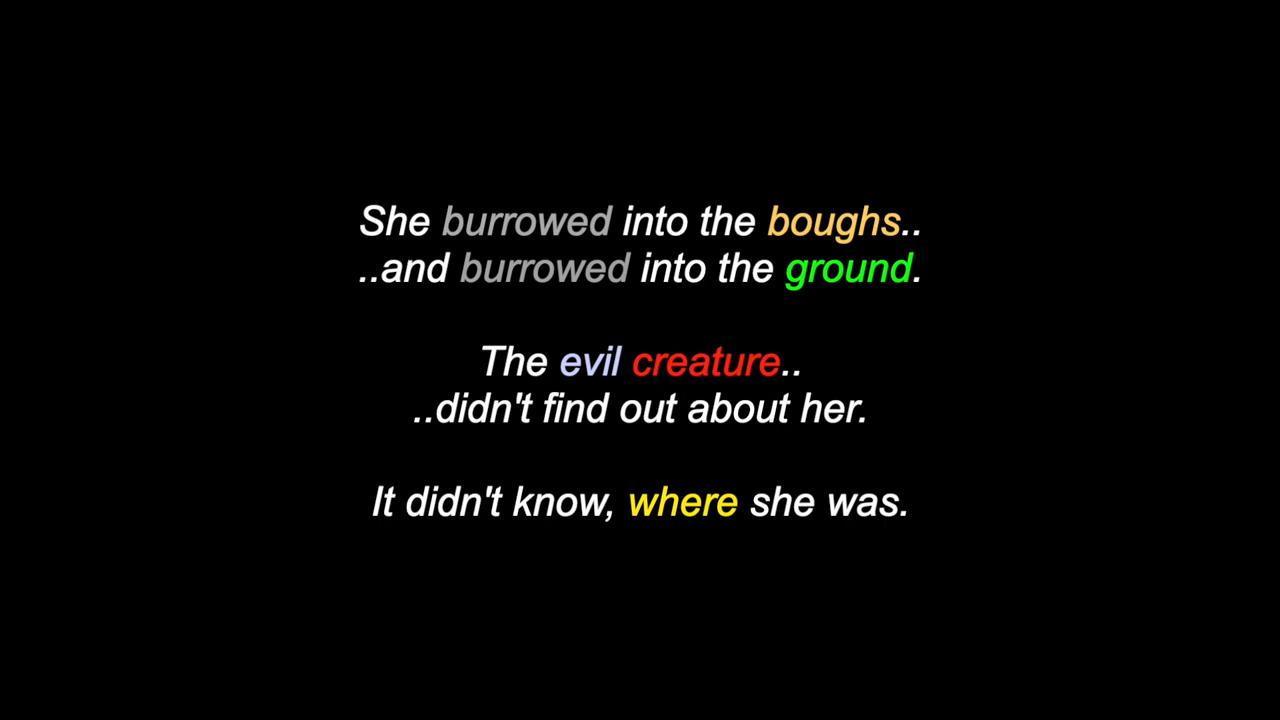 She burrowed into the boughs..
..and burrowed into the ground.
The evil creature..
..didn't find out about her.
It didn't know, where she was.